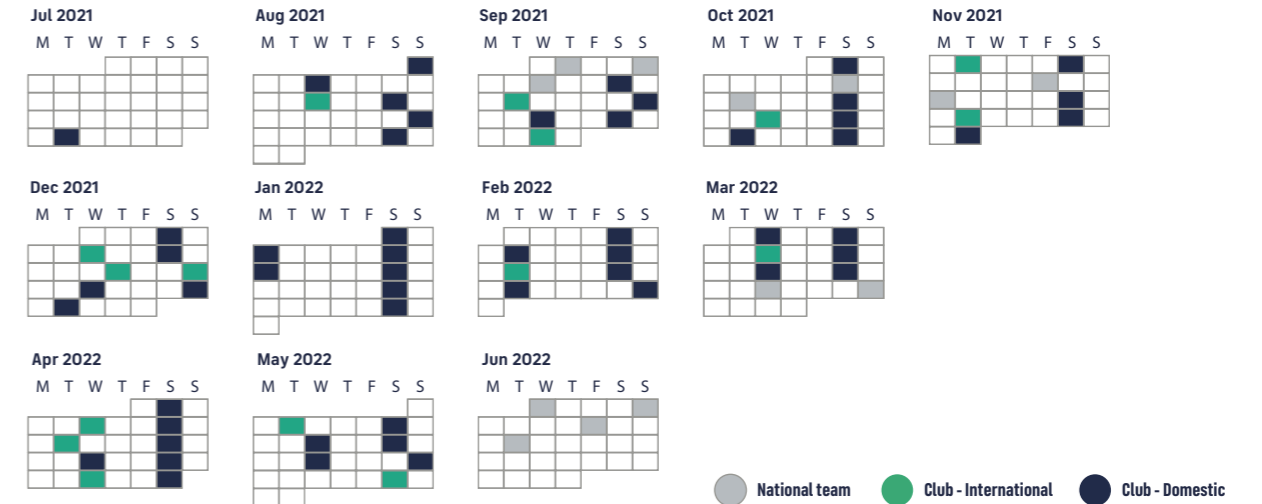 Jul 2021
M T W T F S S
Aug 2021
M T W T F S S
Sep 2021
M T W T F S S
Oct 2021
M T W T F S S
Nov 2021
M T W T F S S
Dec 2021
M T W T F S S
Jan 2022
M T W T F S S
Feb 2022
M T W T F S S
Mar 2022
M T W T F S S
Apr 2022
M T W T F S S
May 2022
M T W T F S S
Jun 2022
M T W T F S S
National team
Club - International
Club - Domestic